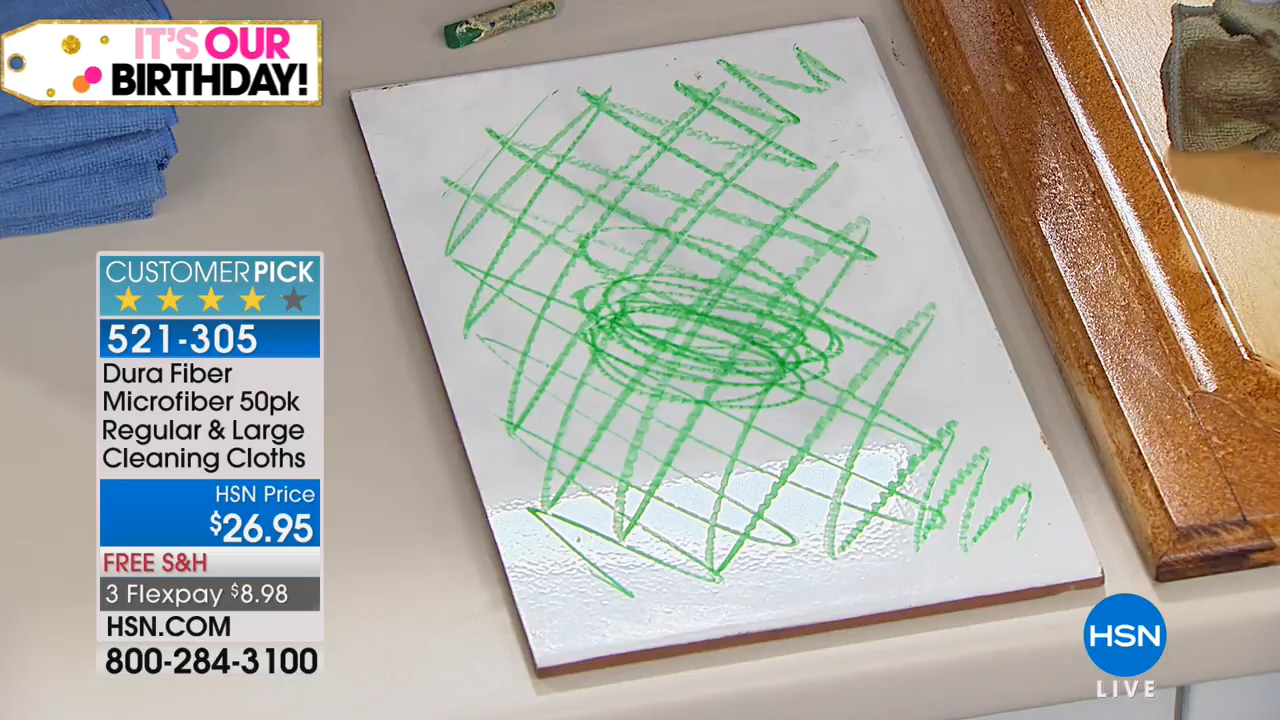 IT'S OUR
BIRTHDAY!
CUSTOMER PICK
521-305
Dura Fiber
Microfiber 50pk
Regular & Large
Cleaning Cloths
HSN Price
$26.95
FREE S&H
3 Flexpay $8.98
HSN.COM
800-284-3100
HSN
LIVE